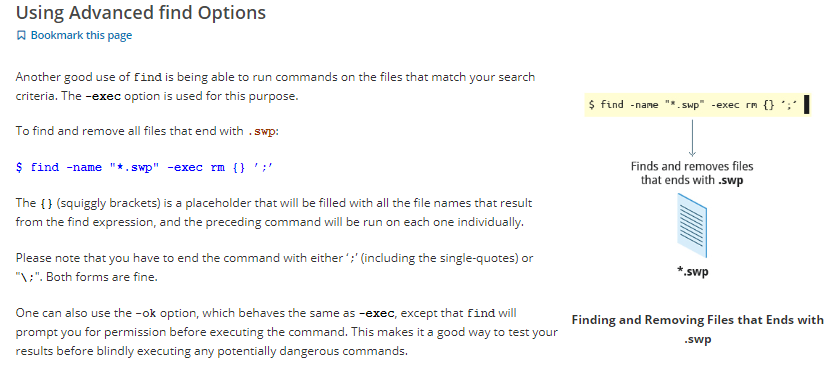 Using Advanced find Options
Bookmark this page
Another good use of find is being able to run commands on the files that match your search
criteria. The -exec option is used for this purpose.
To find and remove all files that end with .swp:
$ find -name "*.swp" -exec rm {} ’;’
The {} (squiggly brackets) is a placeholder that will be filled with all the file names that result
from the find expression, and the preceding command will be run on each one individually.
Please note that you have to end the command with either ‘;’ (including the single-quotes) or
"\;". Both forms are fine.
One can also use the -ok option, which behaves the same as -exec, except that find will
prompt you for permission before executing the command. This makes it a good way to test your
results before blindly executing any potentially dangerous commands.
$ find -name "*.swp" -exec rm {} ‘;’
Finds and removes files
that ends with .swp
*.swp
Finding and Removing Files that Ends with
.swp